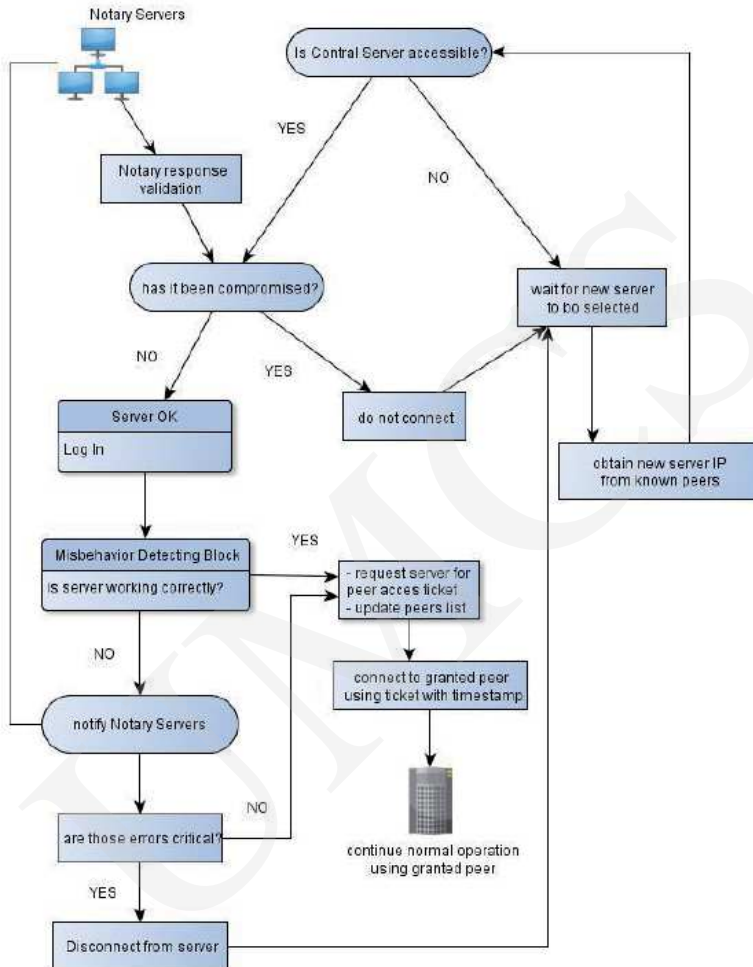 Notary Servers
Is Contral Server accessible?
YES
NO
Notary response
validation
has it been compromised?
wait for new server
to bo selected
NO
YES
Server OK
Log In
do not connect
obtain new server IP
from known peers
Misbehavior Detecting Block
Is server working correctly?
YES
- request server for
peer acces ticket
- update peers list
NO
connect to granted peer
using ticket with timestamp
notify Notary Servers
NO
are those errors critical?
continue normal operation
using granted peer
YES
Disconnect from server
UMCS